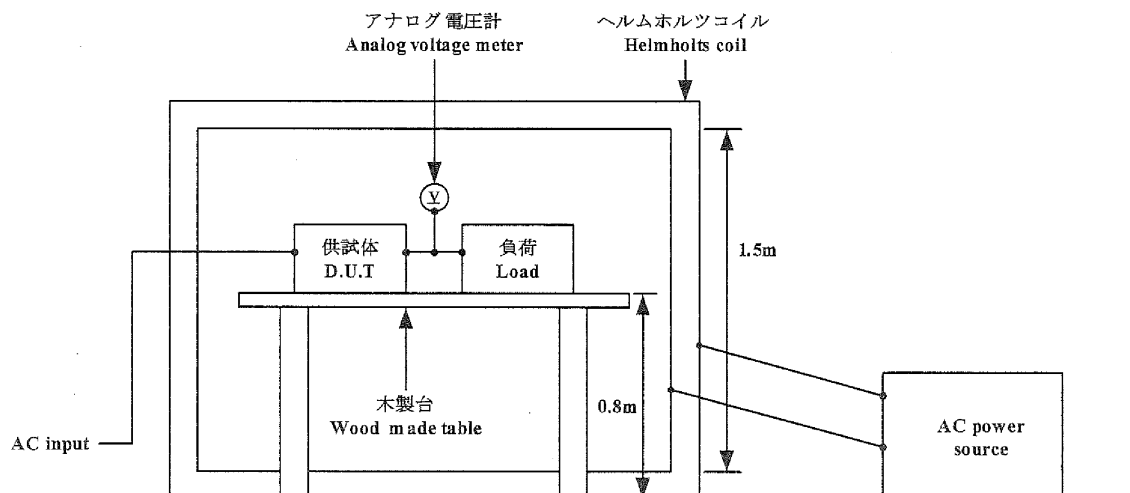 アナログ電圧計
Analog voltage meter
ヘルムホルツコイル
Helmholts coil
V
供試体
D.U.T
負荷
Load
1.5m
木製台
Wood made table
0.8m
AC input
AC power
source